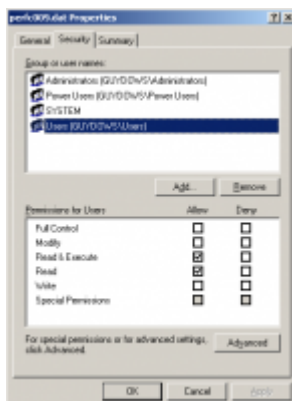 perfc009.dat Properties
General Security Summary
Group or user names:
Administrators (GUYDOWS\Administrators)
Power Users (GUYDOWS\Power Users)
SYSTEM
Users (GUYDOWS\Users)
Add... Remove
Permissions for Users Allow Deny
Full Control
Modify
Read & Execute
Read
Write
Special Permissions
For special permissions or for advanced settings,
click Advanced.
Advanced
OK Cancel Apply